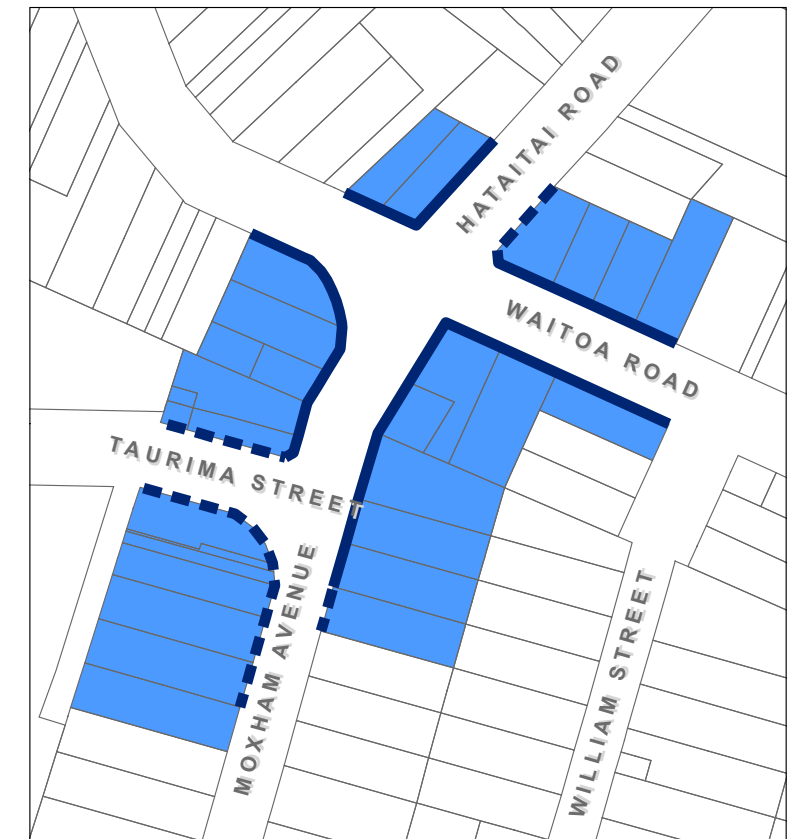 HATAITAI ROAD
WAITOA ROAD
TAURIMA STREET
MOXHAM AVENUE
WILLIAM STREET